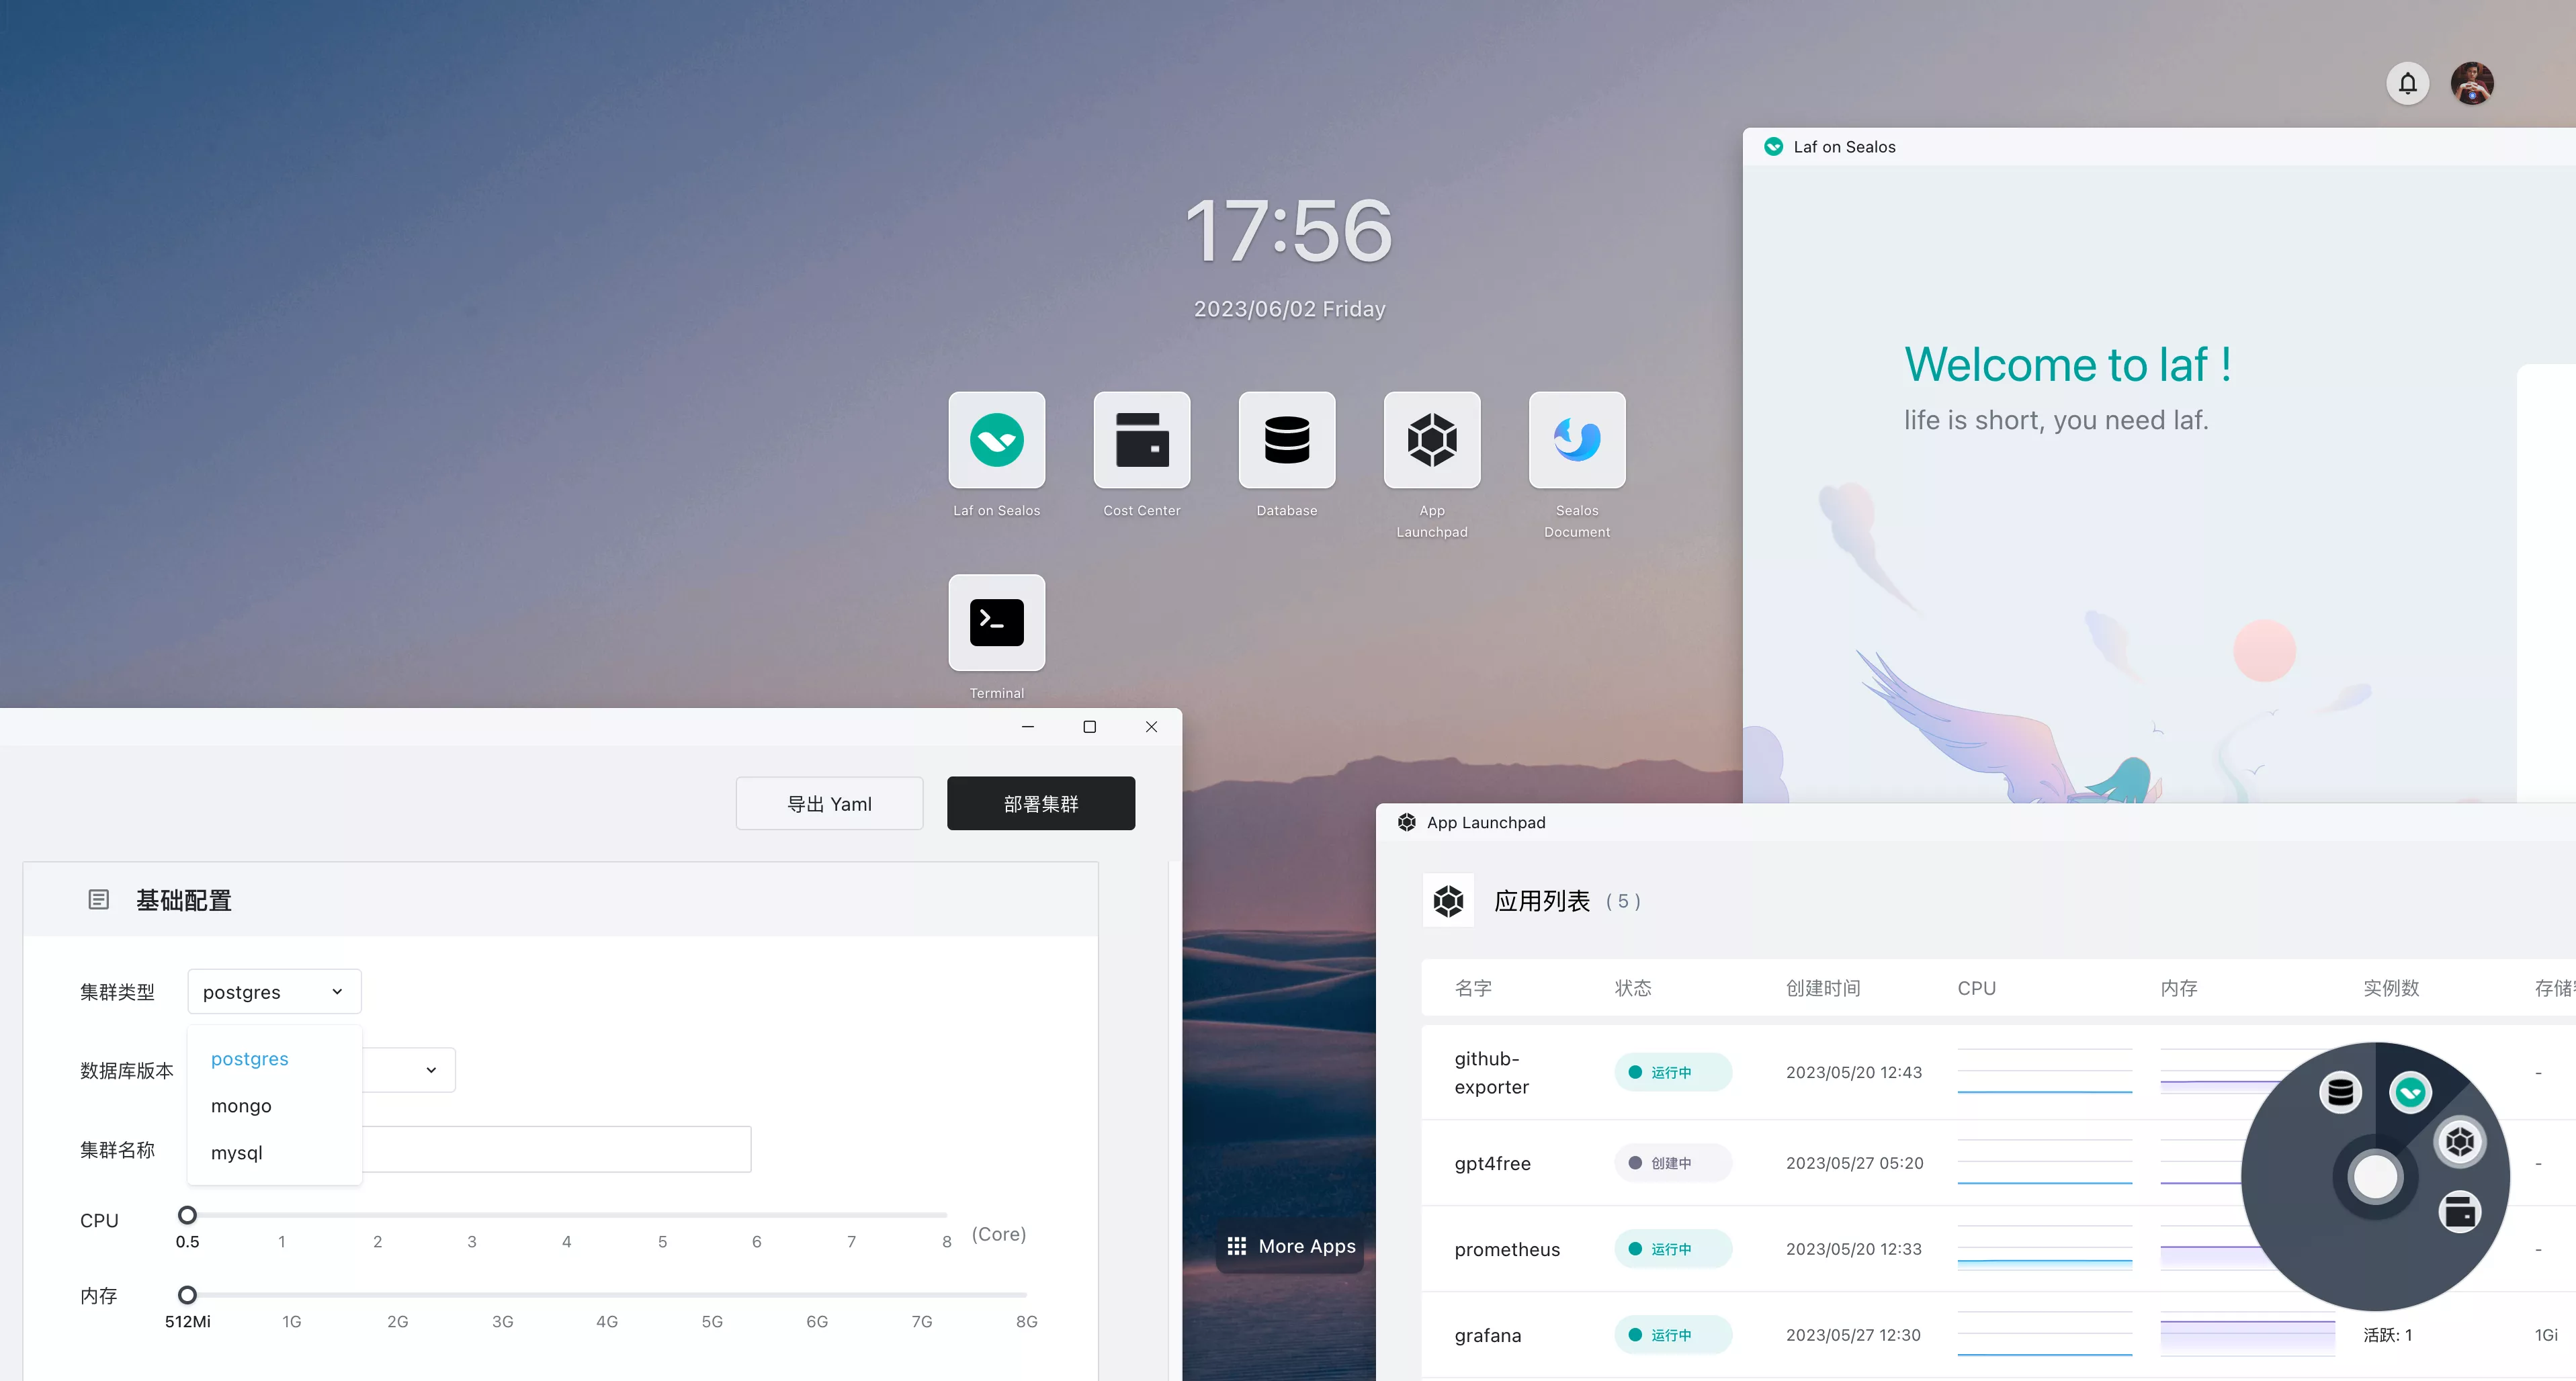 Laf on Sealos
17:56
2023/06/02 Friday
Welcome to laf !
life is short, you need laf.
Laf on Sealos
Cost Center
Database
App
Launchpad
Sealos
Document
Terminal
导出 Yaml
部署集群
基础配置
集群类型
postgres
postgres
mongo
mysql
数据库版本
集群名称
CPU
0.5 1 2 3 4 5 6 7 8
(Core)
内存
512Mi 1G 2G 3G 4G 5G 6G 7G 8G
More Apps
App Launchpad
应用列表 ( 5 )
名字 状态 创建时间 CPU 内存 实例数 存储
github-
exporter
运行中 2023/05/20 12:43 -
gpt4free 创建中 2023/05/27 05:20 -
prometheus 运行中 2023/05/20 12:33 -
grafana 运行中 2023/05/27 12:30 活跃: 1 1Gi